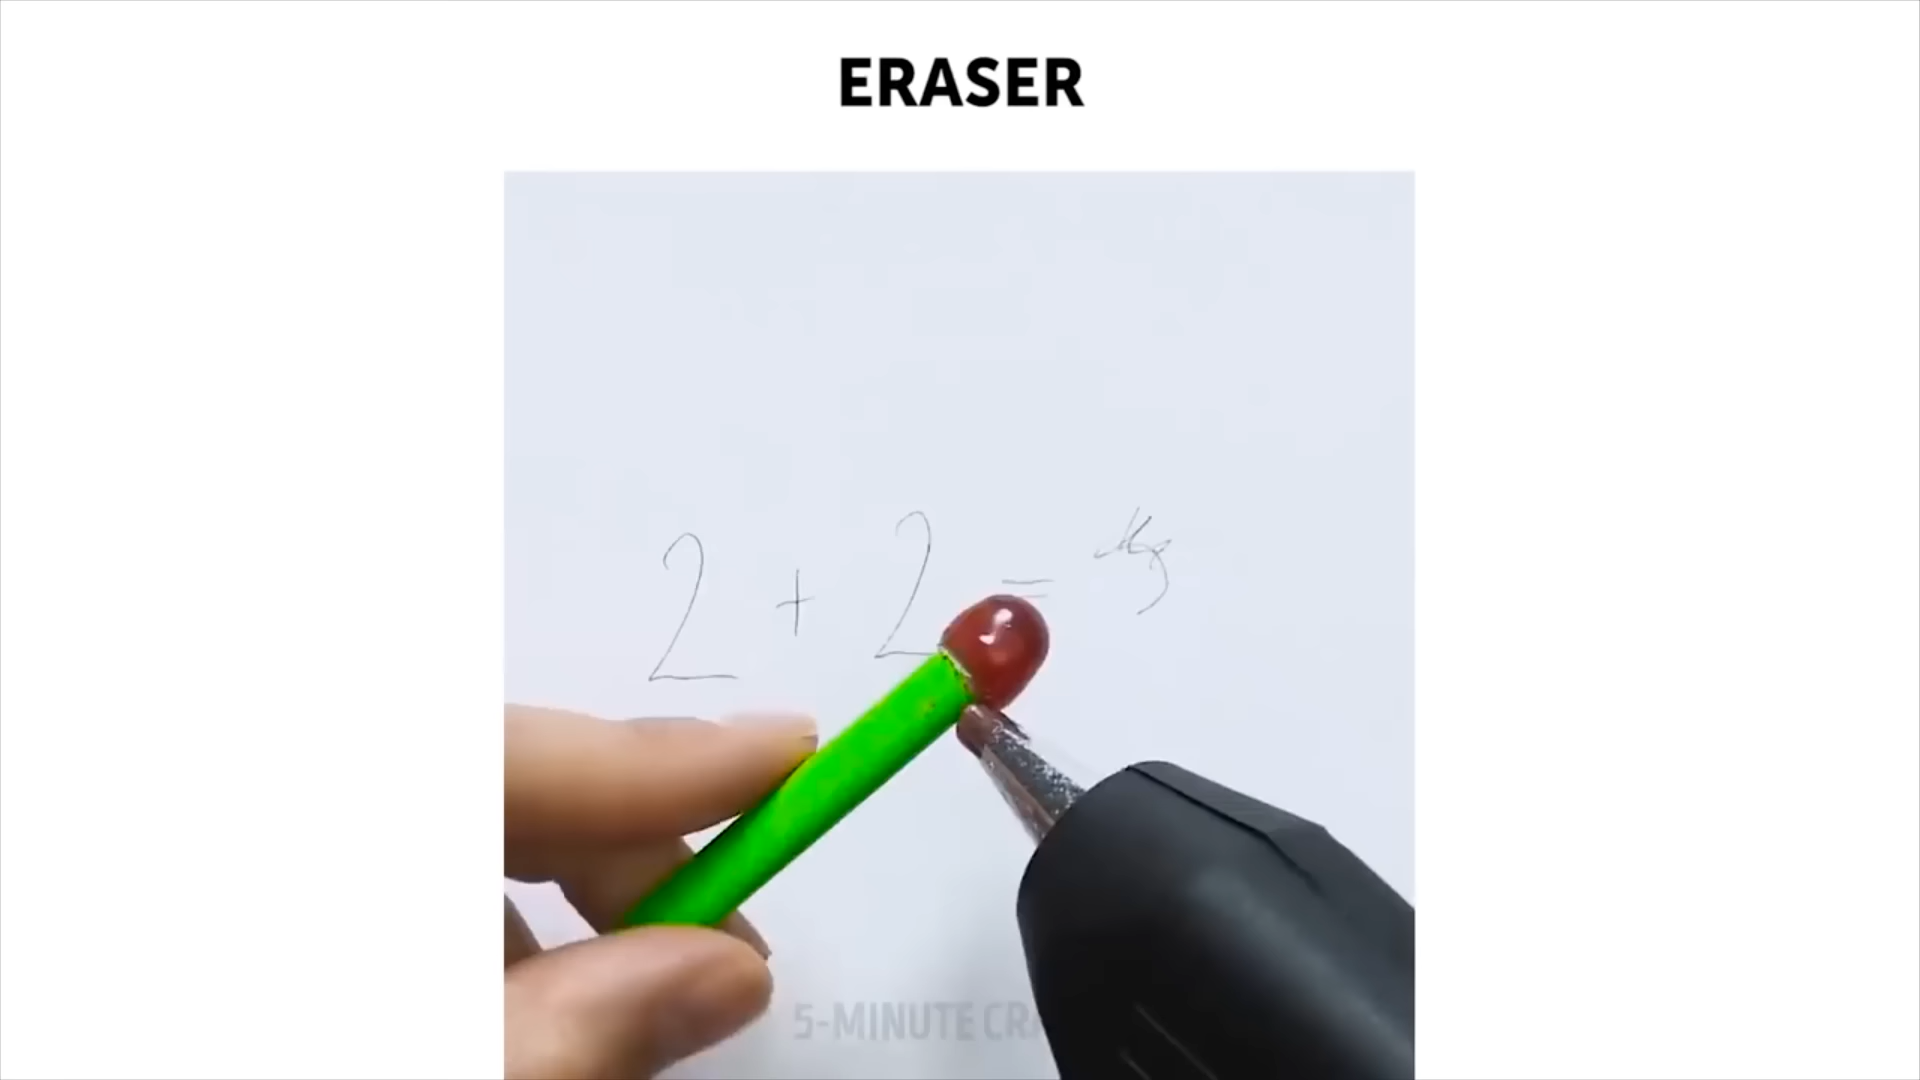 ERASER
2 + 2 =
5-MINUTE CRA